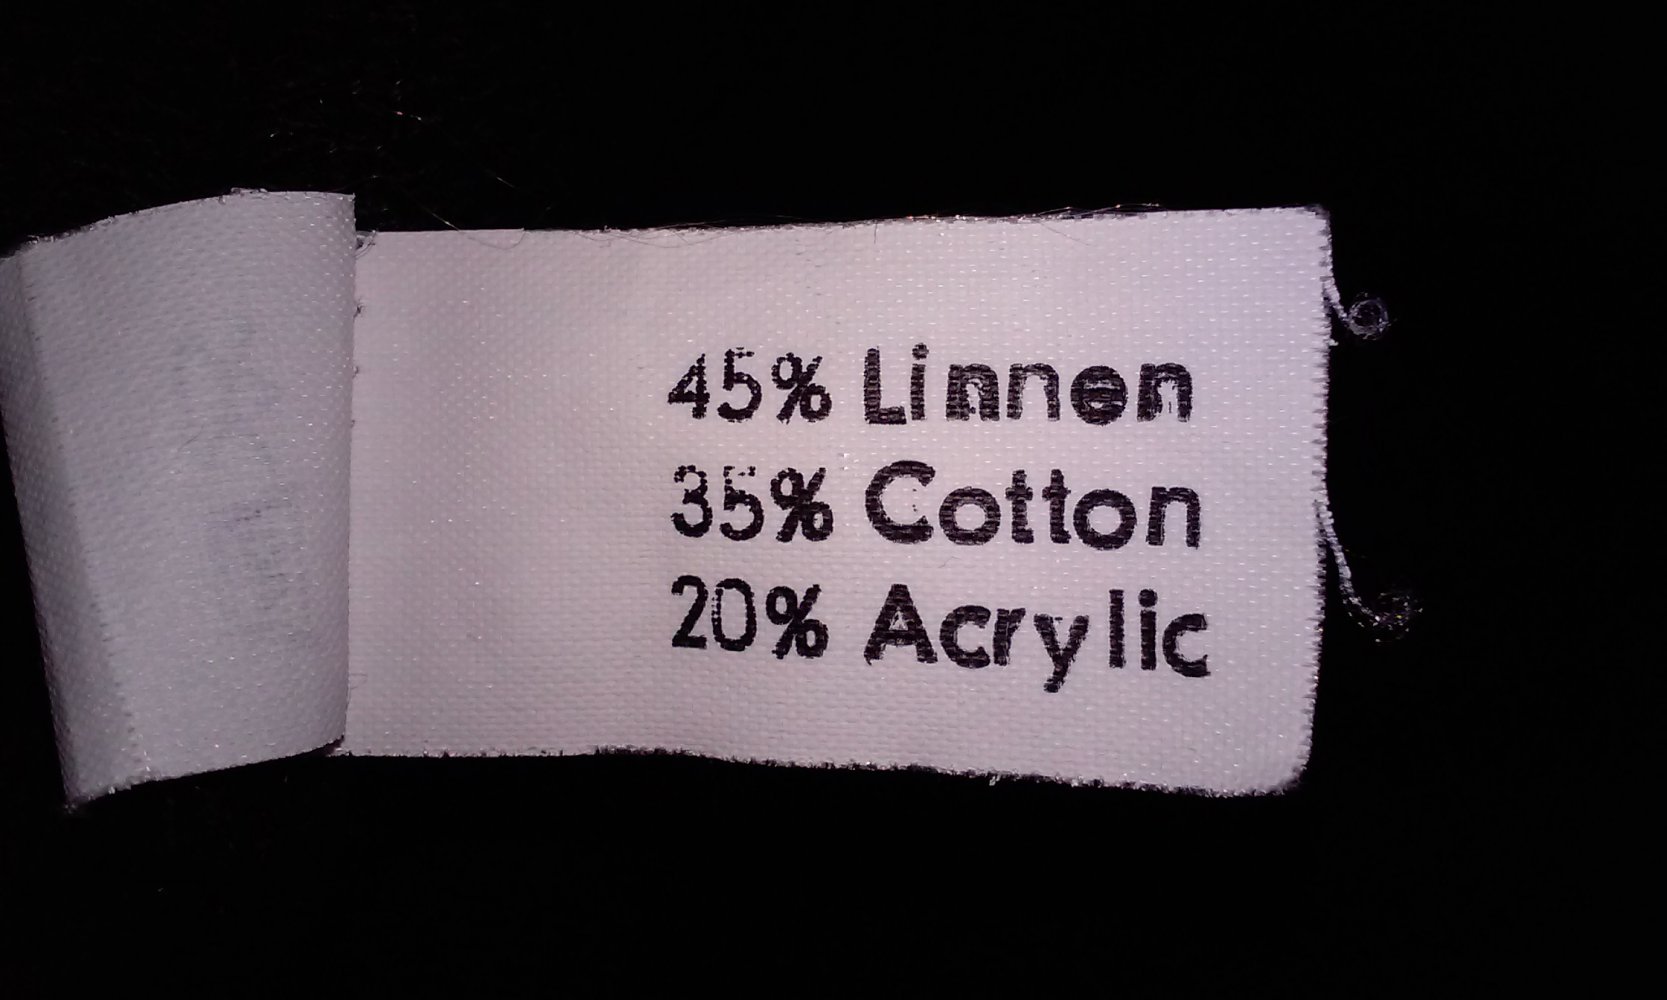 45% Linnen
35% Cotton
20% Acrylic